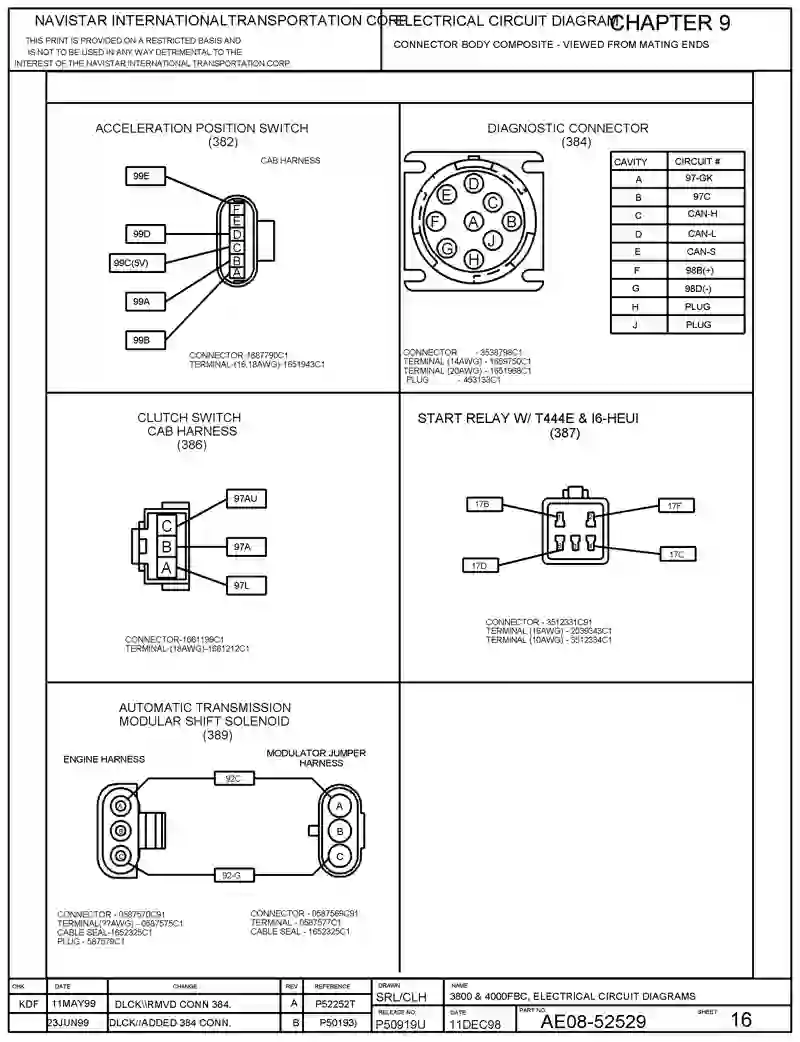 NAVISTAR INTERNATIONALTRANSPORTATION CORP
THIS PRINT IS PROVIDED ON A RESTRICTED BASIS AND
IS NOT TO BE USED IN ANY WAY DETRIMENTAL TO THE
INTEREST OF THE NAVISTAR INTERNATIONAL TRANSPORTATION CORP
ELECTRICAL CIRCUIT DIAGRAM
CHAPTER 9
CONNECTOR BODY COMPOSITE - VIEWED FROM MATING ENDS
ACCELERATION POSITION SWITCH
(382)
CAB HARNESS
99E
99D
99C(5V)
99A
99B
F
E
D
C
B
A
CONNECTOR-1687790C1
TERMINAL-(16,18AWG)-1651943C1
DIAGNOSTIC CONNECTOR
(384)
D
E
C
F
A
B
G
J
H
CAVITY CIRCUIT #
A 97-GK
B 97C
C CAN-H
D CAN-L
E CAN-S
F 98B(+)
G 98D(-)
H PLUG
J PLUG
CONNECTOR - 3538798C1
TERMINAL (14AWG) - 1659750C1
TERMINAL (20AWG) - 1651968C1
PLUG - 453133C1
CLUTCH SWITCH
CAB HARNESS
(386)
C
B
A
97AU
97A
97L
CONNECTOR-1661199C1
TERMINAL-(18AWG)-1661212C1
START RELAY W/ T444E & I6-HEUI
(387)
17B
17F
17D
17C
CONNECTOR - 3512331C91
TERMINAL (16AWG) - 2039343C1
TERMINAL (10AWG) - 3512334C1
AUTOMATIC TRANSMISSION
MODULAR SHIFT SOLENOID
(389)
ENGINE HARNESS
MODULATOR JUMPER
HARNESS
92C
A
B
C
A
B
C
92-G
CONNECTOR - 0587570C91
TERMINAL(??AWG) - 0587575C1
CABLE SEAL-1652325C1
PLUG - 587579C1
CONNECTOR - 0587569C91
TERMINAL - 0587577C1
CABLE SEAL - 1652325C1
CHK DATE CHANGE REV REFERENCE
KDF 11MAY99 DLCK\\RMVD CONN 384. A P52252T
23JUN99 DLCK//ADDED 384 CONN. B P50193)
DRAWN
SRL/CLH
RELEASE NO.
P50919U
NAME
3800 & 4000FBC, ELECTRICAL CIRCUIT DIAGRAMS
DATE
11DEC98
PART NO.
AE08-52529
SHEET
16